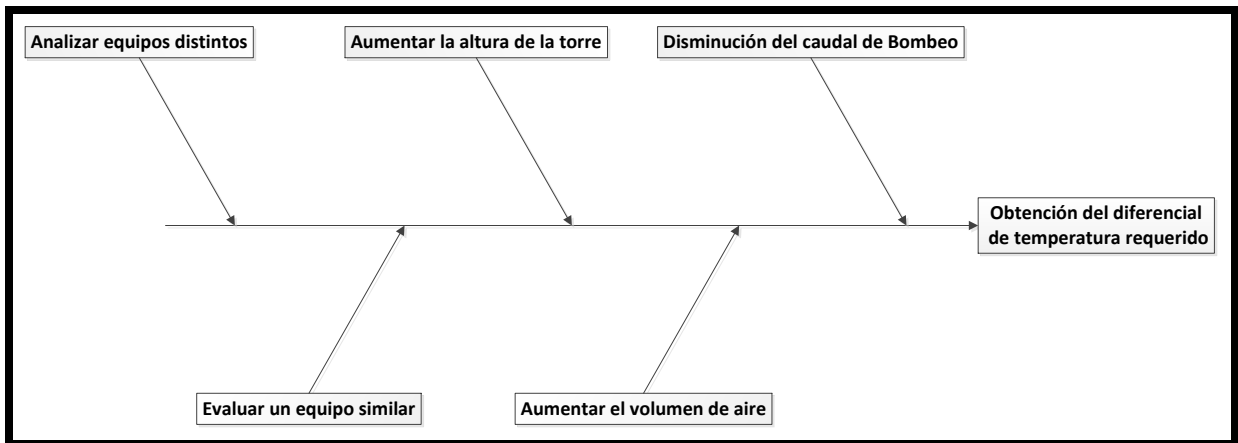 Analizar equipos distintos
Aumentar la altura de la torre
Disminución del caudal de Bombeo
Obtención del diferencial
de temperatura requerido
Evaluar un equipo similar
Aumentar el volumen de aire